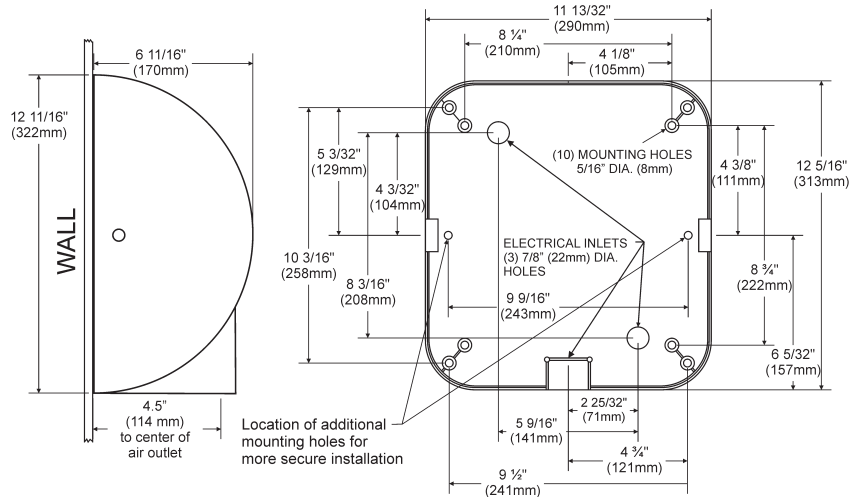 6 11/16"
(170mm)
12 11/16"
(322mm)
WALL
4.5"
(114 mm)
to center of
air outlet
11 13/32"
(290mm)
8 ¼"
(210mm)
4 1/8"
(105mm)
5 3/32"
(129mm)
4 3/32"
(104mm)
10 3/16"
(258mm)
8 3/16"
(208mm)
(10) MOUNTING HOLES
5/16" DIA. (8mm)
4 3/8"
(111mm)
12 5/16"
(313mm)
ELECTRICAL INLETS
(3) 7/8" (22mm) DIA.
HOLES
9 9/16"
(243mm)
8 ¾"
(222mm)
6 5/32"
(157mm)
2 25/32"
(71mm)
5 9/16"
(141mm)
4 ¾"
(121mm)
9 ½"
(241mm)
Location of additional
mounting holes for
more secure installation